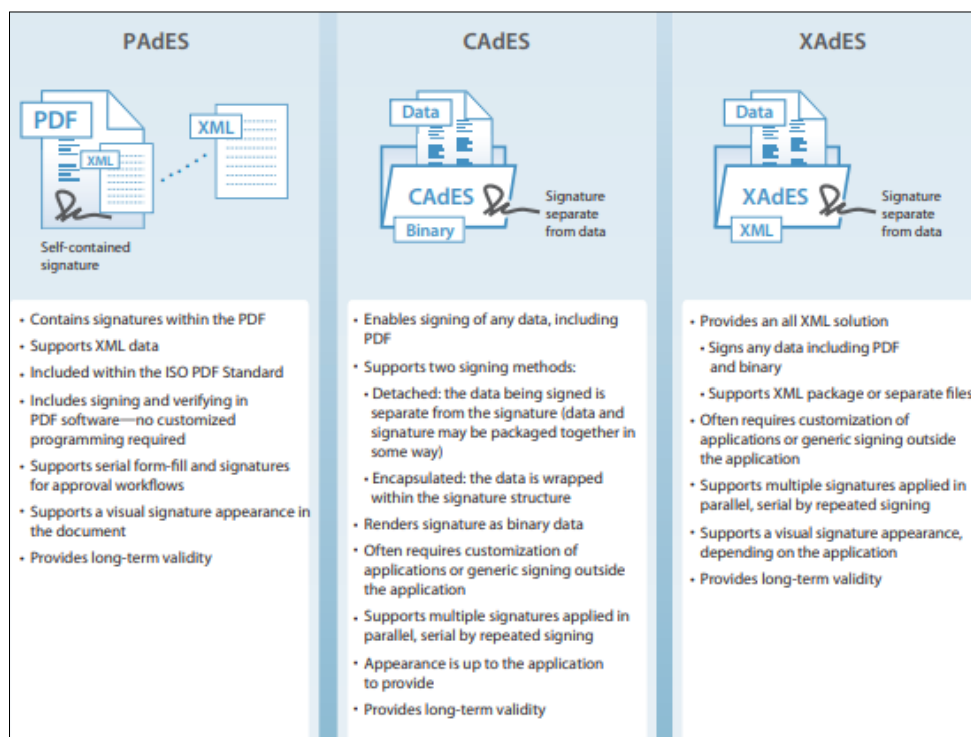 PAdES
PDF
XML
XML
Self-contained
signature
• Contains signatures within the PDF
• Supports XML data
• Included within the ISO PDF Standard
• Includes signing and verifying in
PDF software—no customized
programming required
• Supports serial form-fill and signatures
for approval workflows
• Supports a visual signature appearance in
the document
• Provides long-term validity
CAdES
Data
CAdES
Binary
Signature
separate
from data
• Enables signing of any data, including
PDF
• Supports two signing methods:
• Detached: the data being signed is
separate from the signature (data and
signature may be packaged together in
some way)
• Encapsulated: the data is wrapped
within the signature structure
• Renders signature as binary data
• Often requires customization of
applications or generic signing outside
the application
• Supports multiple signatures applied in
parallel, serial by repeated signing
• Appearance is up to the application
to provide
• Provides long-term validity
XAdES
Data
XAdES
XML
Signature
separate
from data
• Provides an all XML solution
• Signs any data including PDF
and binary
• Supports XML package or separate files
• Often requires customization of
applications or generic signing outside
the application
• Supports multiple signatures applied in
parallel, serial by repeated signing
• Supports a visual signature appearance,
depending on the application
• Provides long-term validity